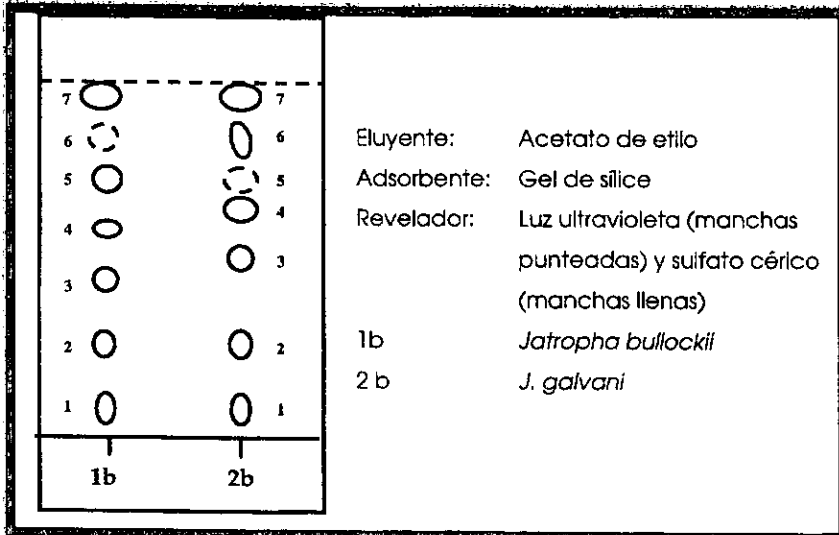 7 7
6 6
5 5
4 4
3 3
2 2
1 1
1b 2b
Eluyente: Acetato de etilo
Adsorbente: Gel de sílice
Revelador: Luz ultravioleta (manchas
punteadas) y sulfato cérico
(manchas llenas)
1b Jatropha bullockii
2 b J. galvani